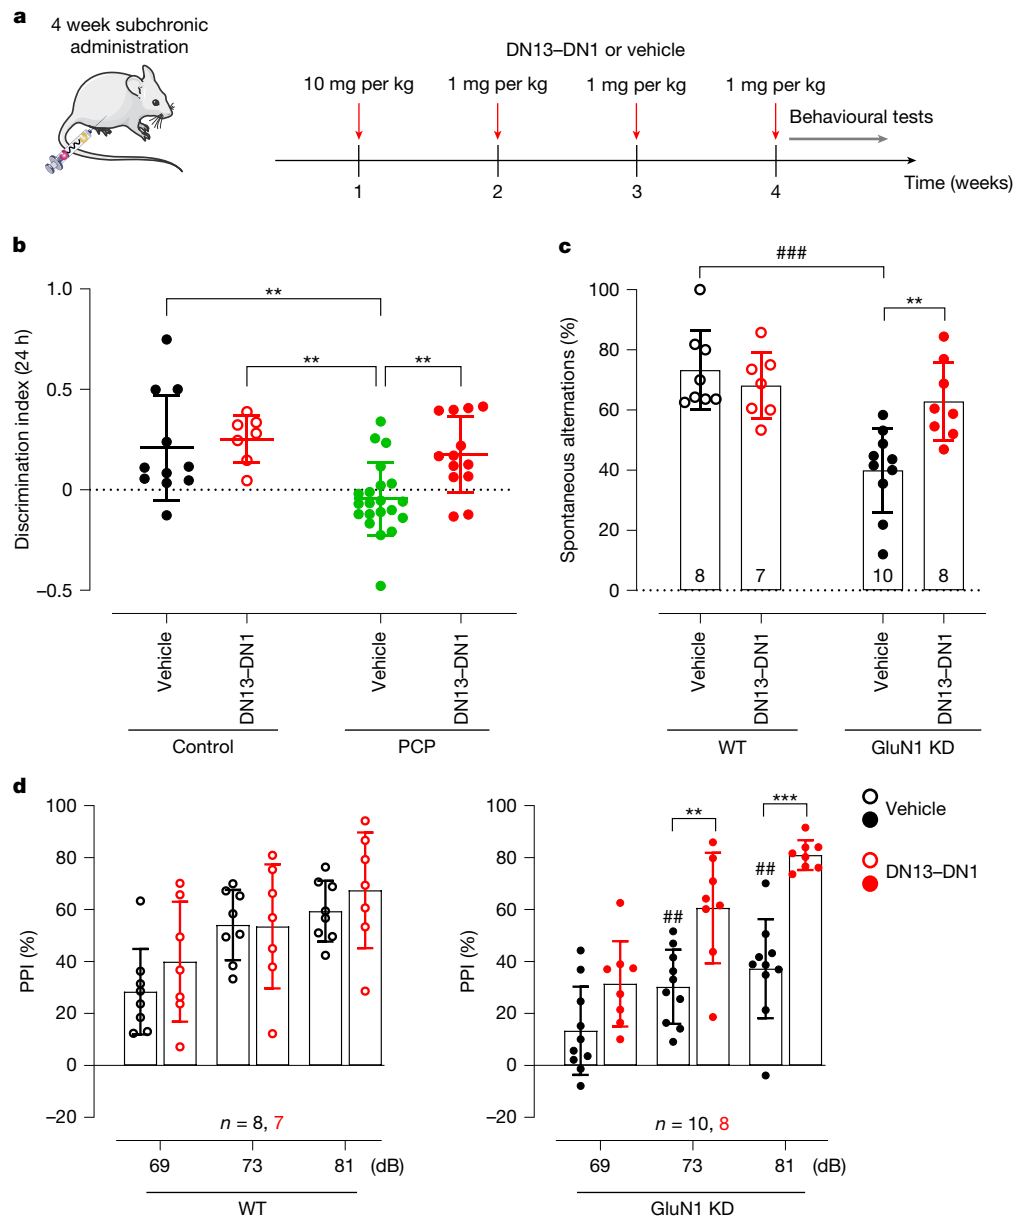 a
4 week subchronic
administration
DN13–DN1 or vehicle
10 mg per kg 1 mg per kg 1 mg per kg 1 mg per kg
Behavioural tests
1 2 3 4
Time (weeks)
b
Discrimination index (24 h)
1.0
0.5
0
–0.5
**
** **
Vehicle DN13–DN1 Vehicle DN13–DN1
Control PCP
c
Spontaneous alternations (%)
100
80
60
40
20
0
###
**
8 7 10 8
Vehicle DN13–DN1 Vehicle DN13–DN1
WT GluN1 KD
d
PPI (%)
100
80
60
40
20
0
–20
n = 8, 7
69 73 81 (dB)
WT
PPI (%)
100
80
60
40
20
0
–20
** ***
## ##
n = 10, 8
69 73 81 (dB)
GluN1 KD
Vehicle
DN13–DN1